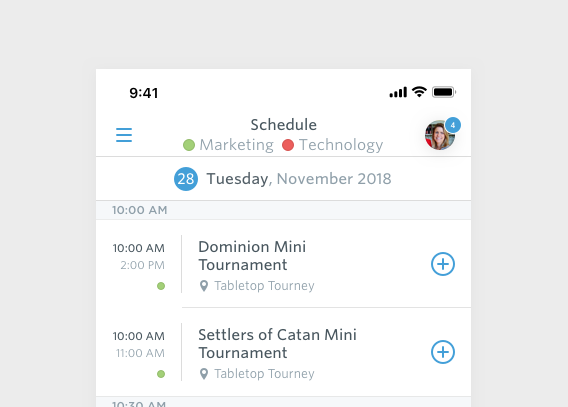 9:41
Schedule
4
Marketing Technology
28 Tuesday, November 2018
10:00 AM
10:00 AM
2:00 PM
Dominion Mini
Tournament
Tabletop Tourney
10:00 AM
11:00 AM
Settlers of Catan Mini
Tournament
Tabletop Tourney
10:30 AM